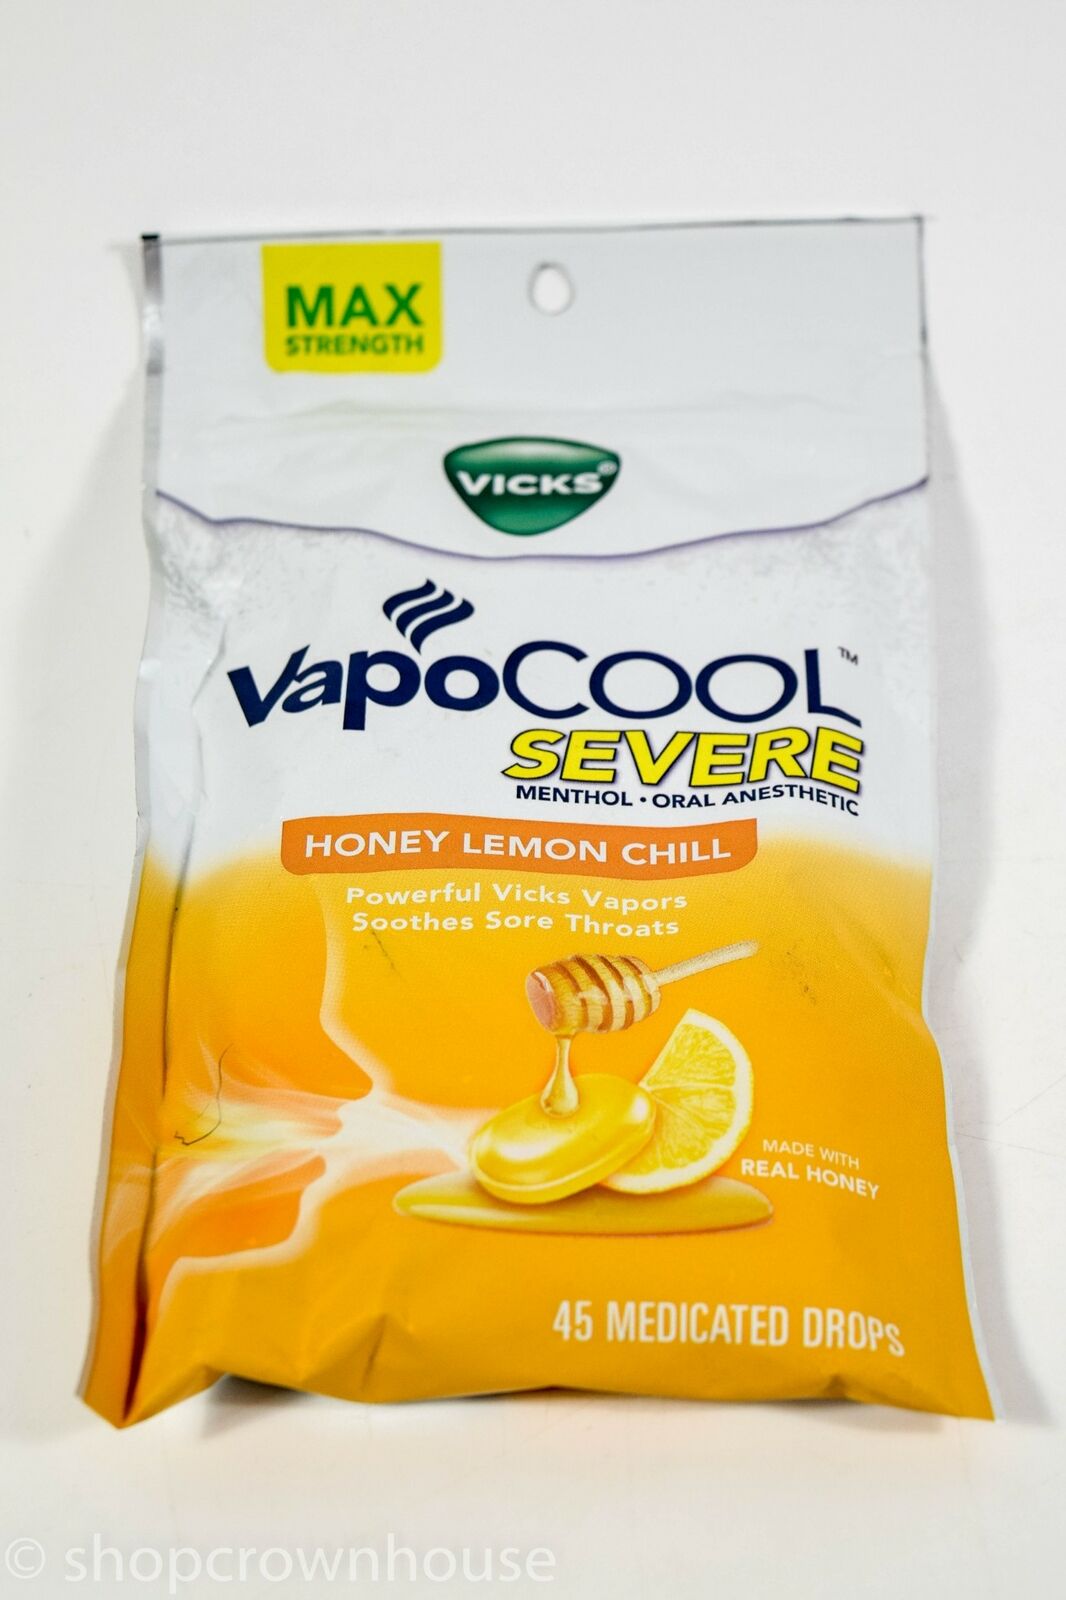 MAX
STRENGTH
VICKS®
VapoCOOL™
SEVERE
MENTHOL • ORAL ANESTHETIC
HONEY LEMON CHILL
Powerful Vicks Vapors
Soothes Sore Throats
MADE WITH
REAL HONEY
45 MEDICATED DROPS
© shopcrownhouse